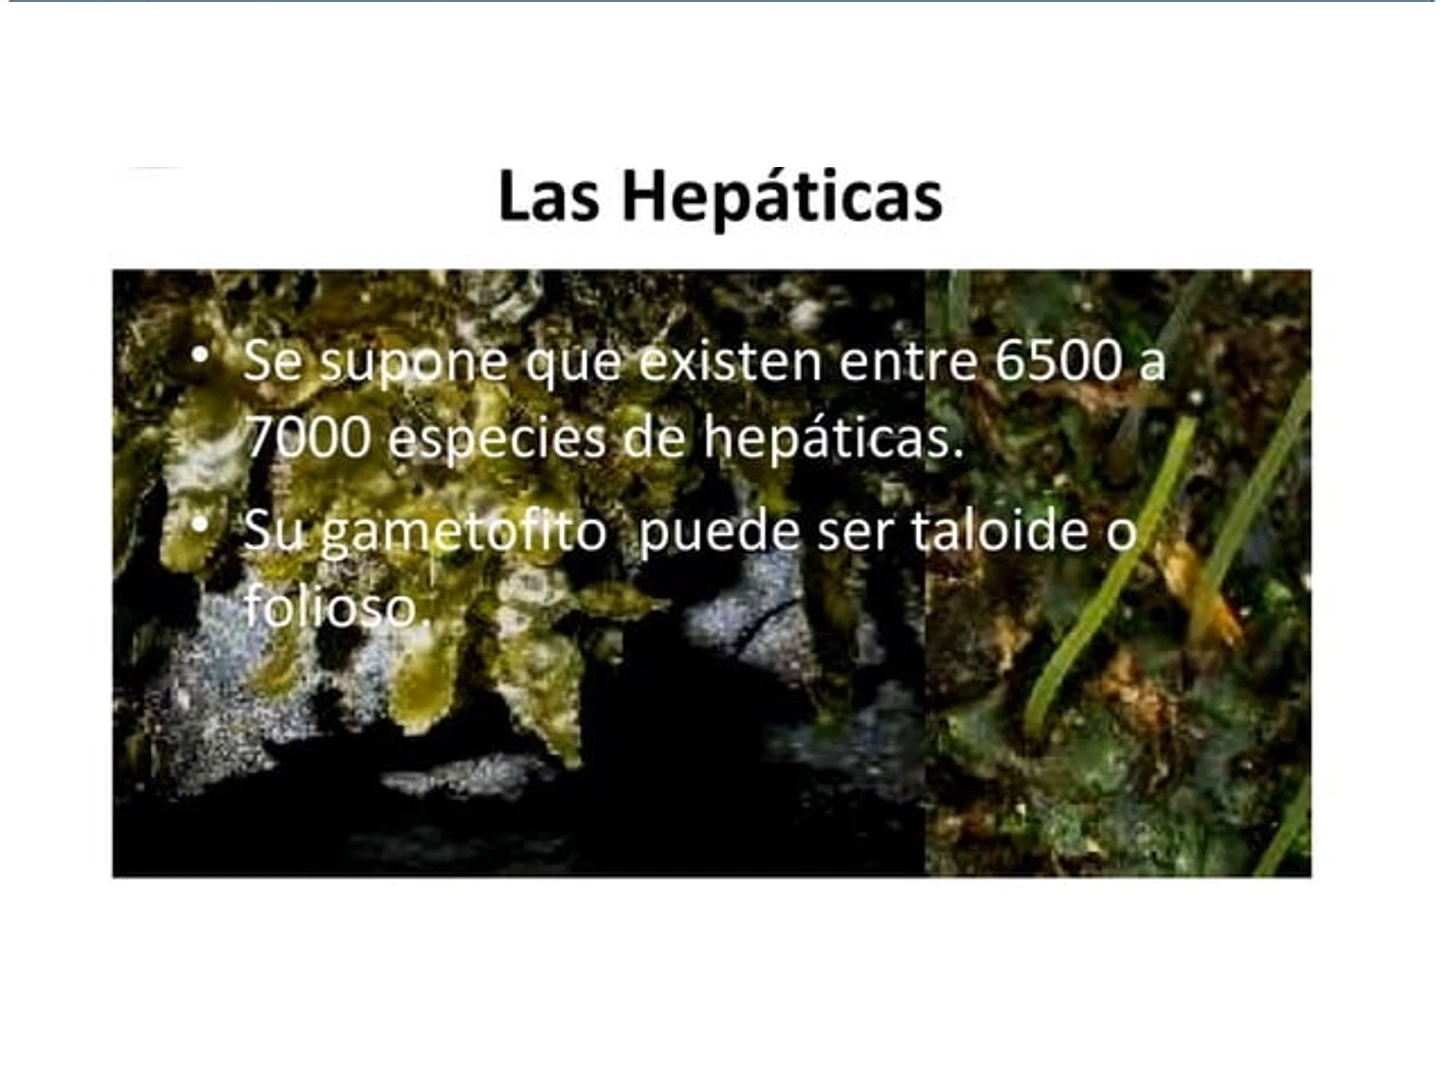 Las Hepáticas
• Se supone que existen entre 6500 a
7000 especies de hepáticas.
• Su gametofito  puede ser taloide o
folioso.